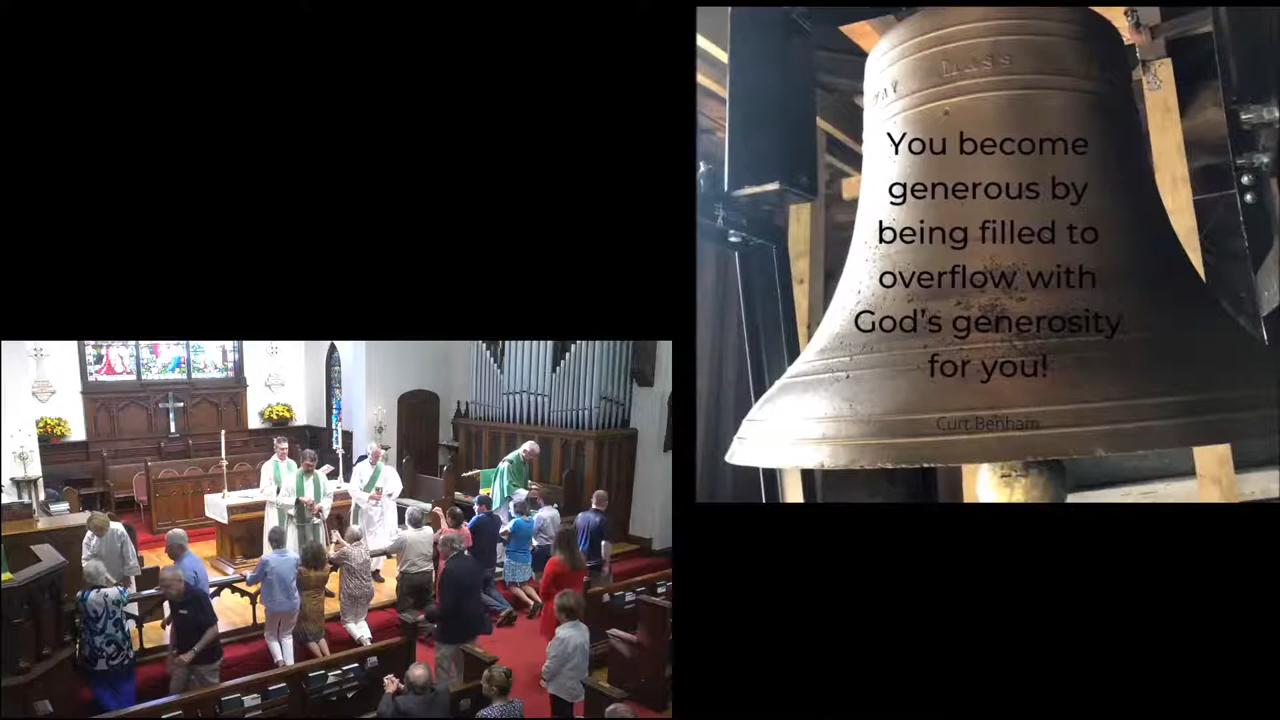 You become
generous by
being filled to
overflow with
God's generosity
for you!
Curt Benham